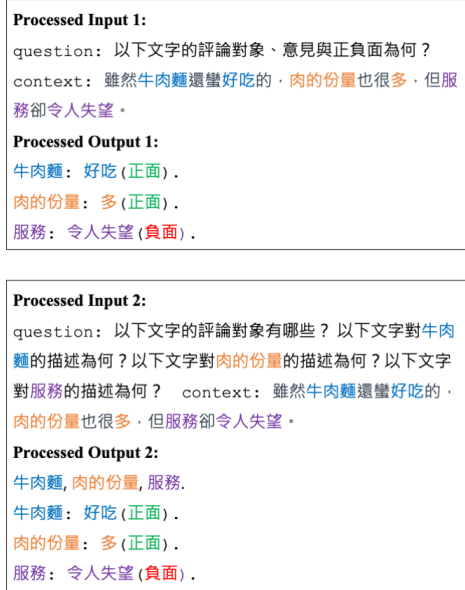 Processed Input 1:
question: 以下文字的評論對象、意見與正負面為何？
context: 雖然牛肉麵還蠻好吃的，肉的份量也很多，但服
務卻令人失望。
Processed Output 1:
牛肉麵: 好吃(正面).
肉的份量: 多(正面).
服務: 令人失望(負面).
Processed Input 2:
question: 以下文字的評論對象有哪些？以下文字對牛肉
麵的描述為何？以下文字對肉的份量的描述為何？以下文字
對服務的描述為何？ context: 雖然牛肉麵還蠻好吃的，
肉的份量也很多，但服務卻令人失望。
Processed Output 2:
牛肉麵, 肉的份量, 服務.
牛肉麵: 好吃(正面).
肉的份量: 多(正面).
服務: 令人失望(負面).